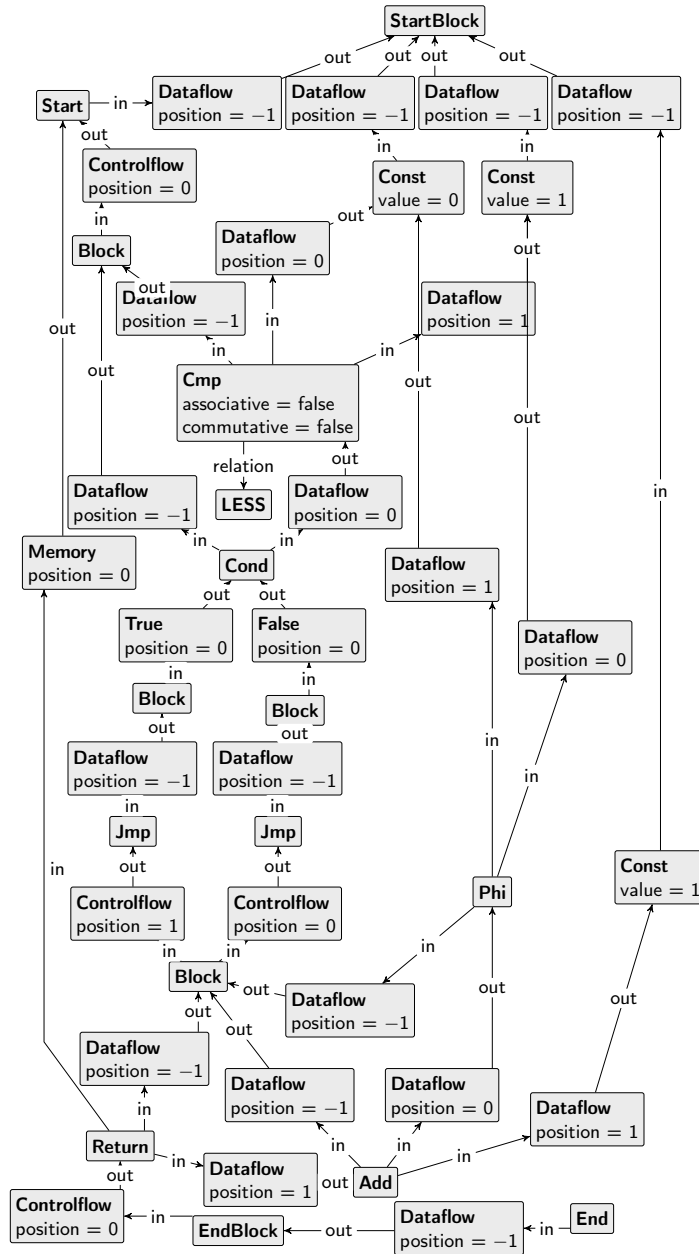 StartBlock
out
out
out
out
Start
in
Dataflow
position = −1
Dataflow
position = −1
Dataflow
position = −1
Dataflow
position = −1
out
in
in
Controlflow
position = 0
Const
value = 0
Const
value = 1
in
out
Dataflow
position = 0
Block
out
out
Dataflow
position = −1
Dataflow
position = 1
out
in
in
in
in
out
out
Cmp
associative = false
commutative = false
out
relation
out
in
Dataflow
position = −1
LESS
Dataflow
position = 0
in
in
Memory
position = 0
Cond
Dataflow
position = 1
out
out
True
position = 0
False
position = 0
Dataflow
position = 0
in
in
Block
Block
out
out
Dataflow
position = −1
Dataflow
position = −1
in
in
in
in
Jmp
Jmp
out
out
in
Const
value = 1
Controlflow
position = 1
Controlflow
position = 0
Phi
in
in
in
Block
out
Dataflow
position = −1
out
out
out
out
Dataflow
position = −1
Dataflow
position = −1
Dataflow
position = 0
Dataflow
position = 1
in
in
in
in
Return
in
Dataflow
position = 1
out
Add
out
Controlflow
position = 0
in
EndBlock
out
Dataflow
position = −1
in
End